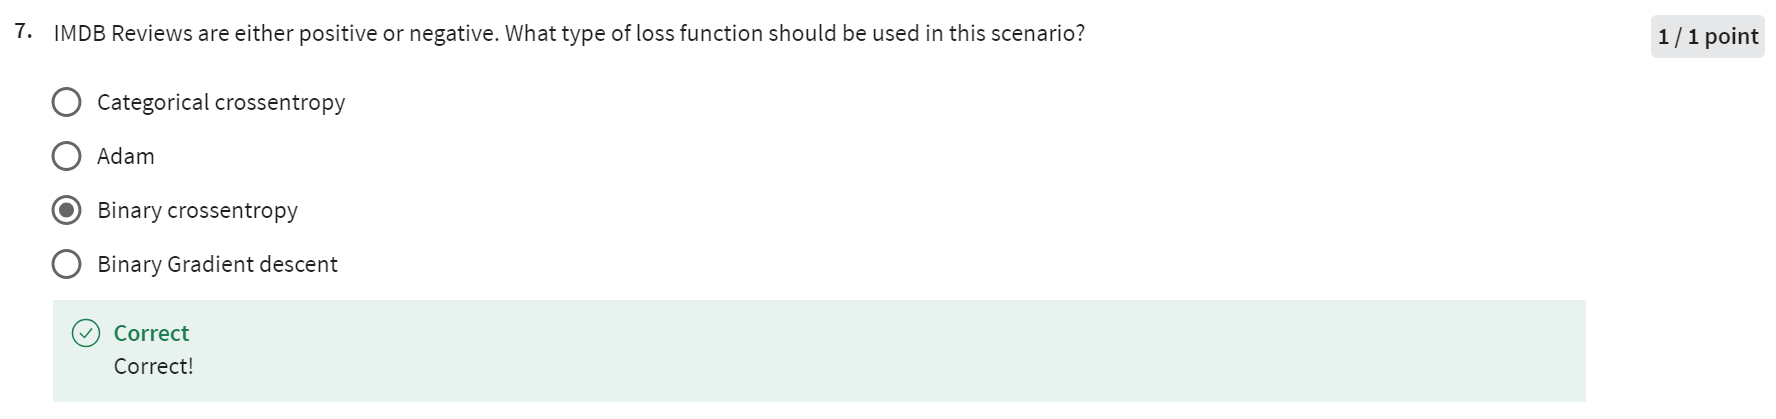 7. IMDB Reviews are either positive or negative. What type of loss function should be used in this scenario?
1 / 1 point
Categorical crossentropy
Adam
Binary crossentropy
Binary Gradient descent
Correct
Correct!